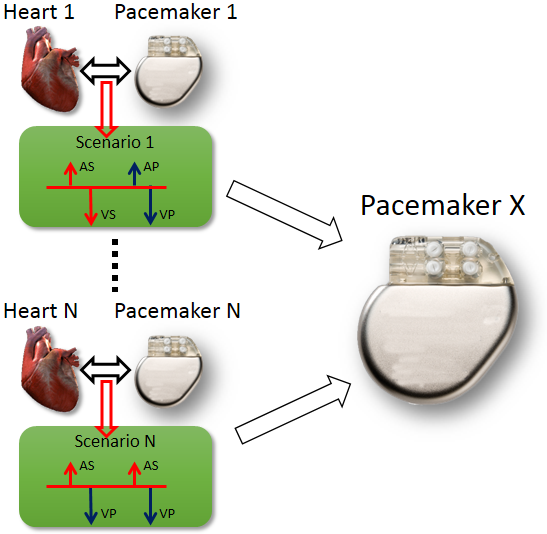 Heart 1 Pacemaker 1
Scenario 1
AS AP
VS VP
Pacemaker X
Heart N Pacemaker N
Scenario N
AS AS
VP VP